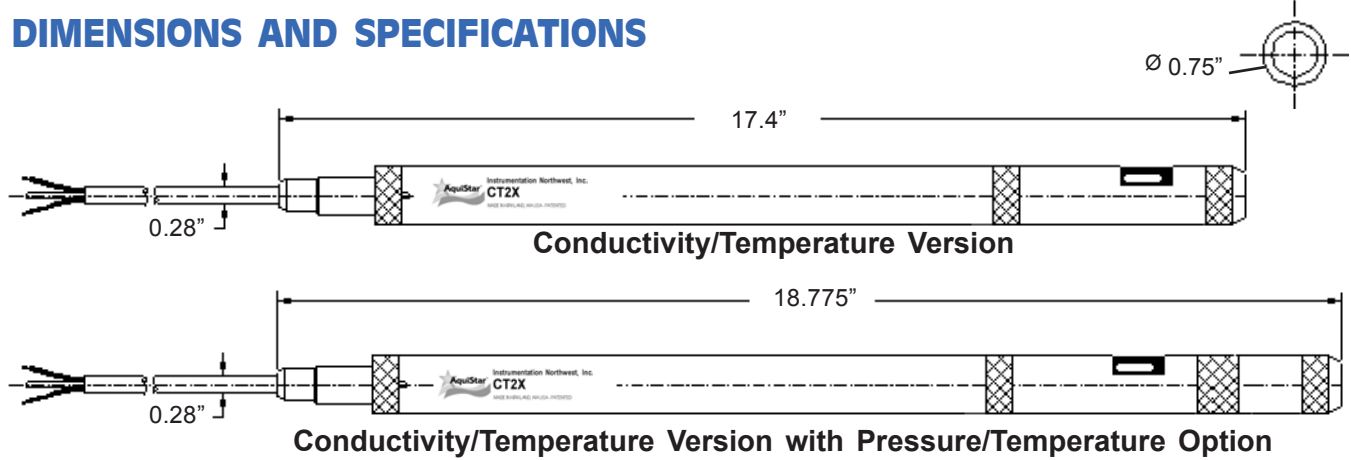 DIMENSIONS AND SPECIFICATIONS
Ø 0.75”
17.4”
AquiStar
Instrumentation Northwest, Inc.
CT2X
0.28”
Conductivity/Temperature Version
18.775”
AquiStar
Instrumentation Northwest, Inc.
CT2X
0.28”
Conductivity/Temperature Version with Pressure/Temperature Option